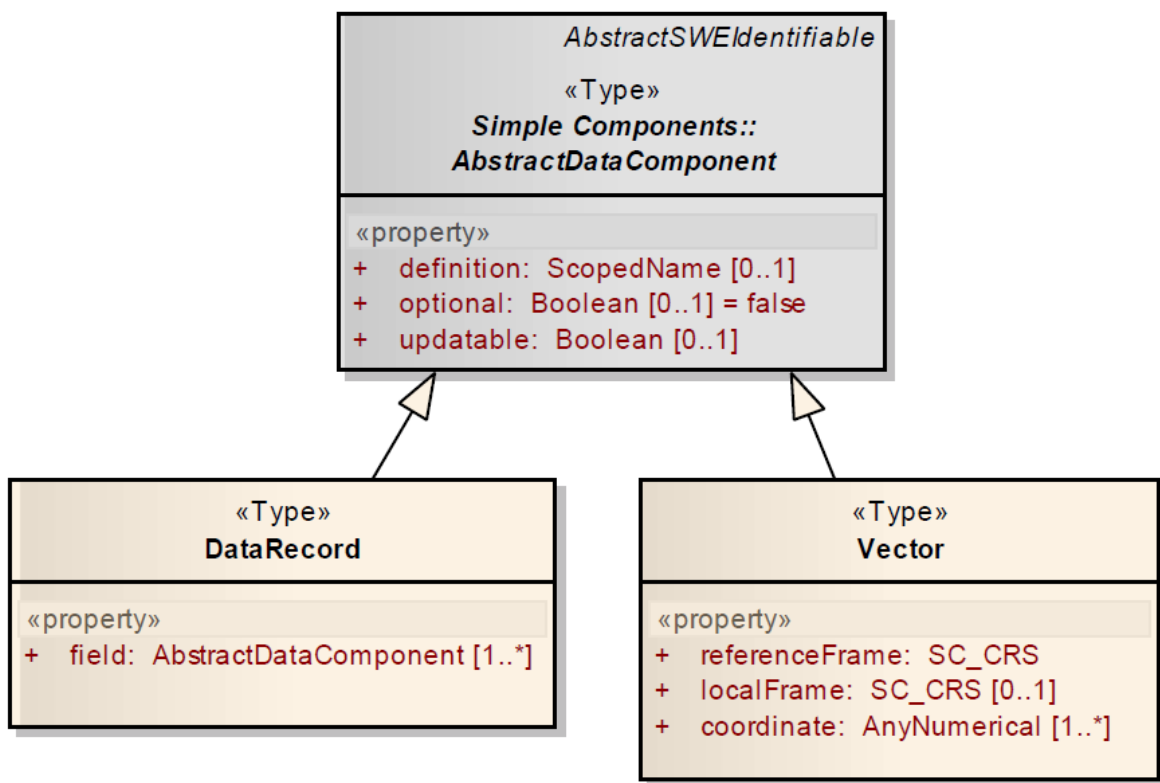 AbstractSWEIdentifiable
«Type»
Simple Components::
AbstractDataComponent
«property»
+ definition: ScopedName [0..1]
+ optional: Boolean [0..1] = false
+ updatable: Boolean [0..1]
«Type»
DataRecord
«property»
+ field: AbstractDataComponent [1..*]
«Type»
Vector
«property»
+ referenceFrame: SC_CRS
+ localFrame: SC_CRS [0..1]
+ coordinate: AnyNumerical [1..*]